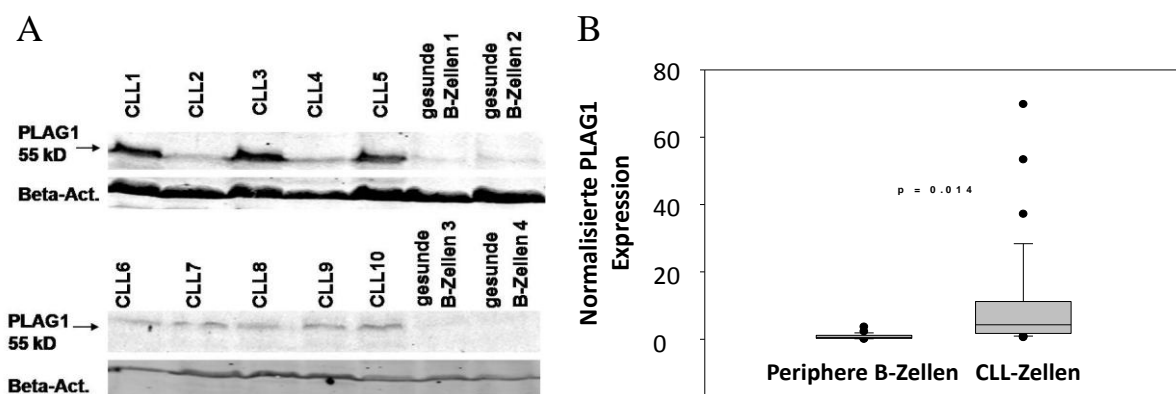 A
CLL1
CLL2
CLL3
CLL4
CLL5
gesunde
B-Zellen 1
gesunde
B-Zellen 2
PLAG1
55 kD
Beta-Act.
CLL6
CLL7
CLL8
CLL9
CLL10
gesunde
B-Zellen 3
gesunde
B-Zellen 4
PLAG1
55 kD
Beta-Act.
B
Normalisierte PLAG1
Expression
80
60
40
20
0
p = 0.014
Periphere B-Zellen CLL-Zellen